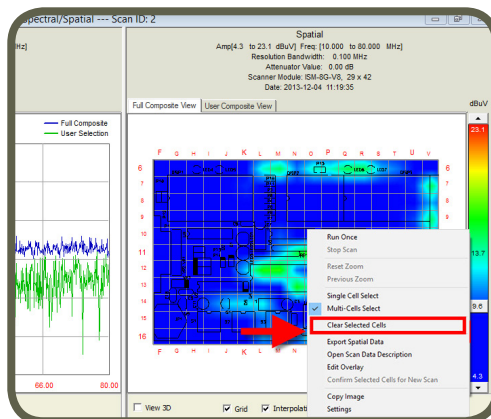 Spectral/Spatial --- Scan ID: 2
Hz]
Spatial
Amp[4.3 to 23.1 dBuV] Freq: [10.000 to 80.000 MHz]
Resolution Bandwidth: 0.100 MHz
Attenuator Value: 0.00 dB
Scanner Module: ISM-8G-V8, 29 x 42
Date: 2013-12-04 11:19:35
Full Composite View
User Composite View
dBuV
Full Composite
User Selection
23.1
F G H I J K L M N O P Q R S T U V
6 6
7 7
8 8
9 9
10
11
12
13
14
15
16
F G H I J K L M
13.7
9.6
4.3
Run Once
Stop Scan
Reset Zoom
Previous Zoom
Single Cell Select
Multi-Cells Select
Clear Selected Cells
Export Spatial Data
Open Scan Data Description
Edit Overlay
Confirm Selected Cells for New Scan
Copy Image
Settings
66.00 80.00
View 3D
Grid